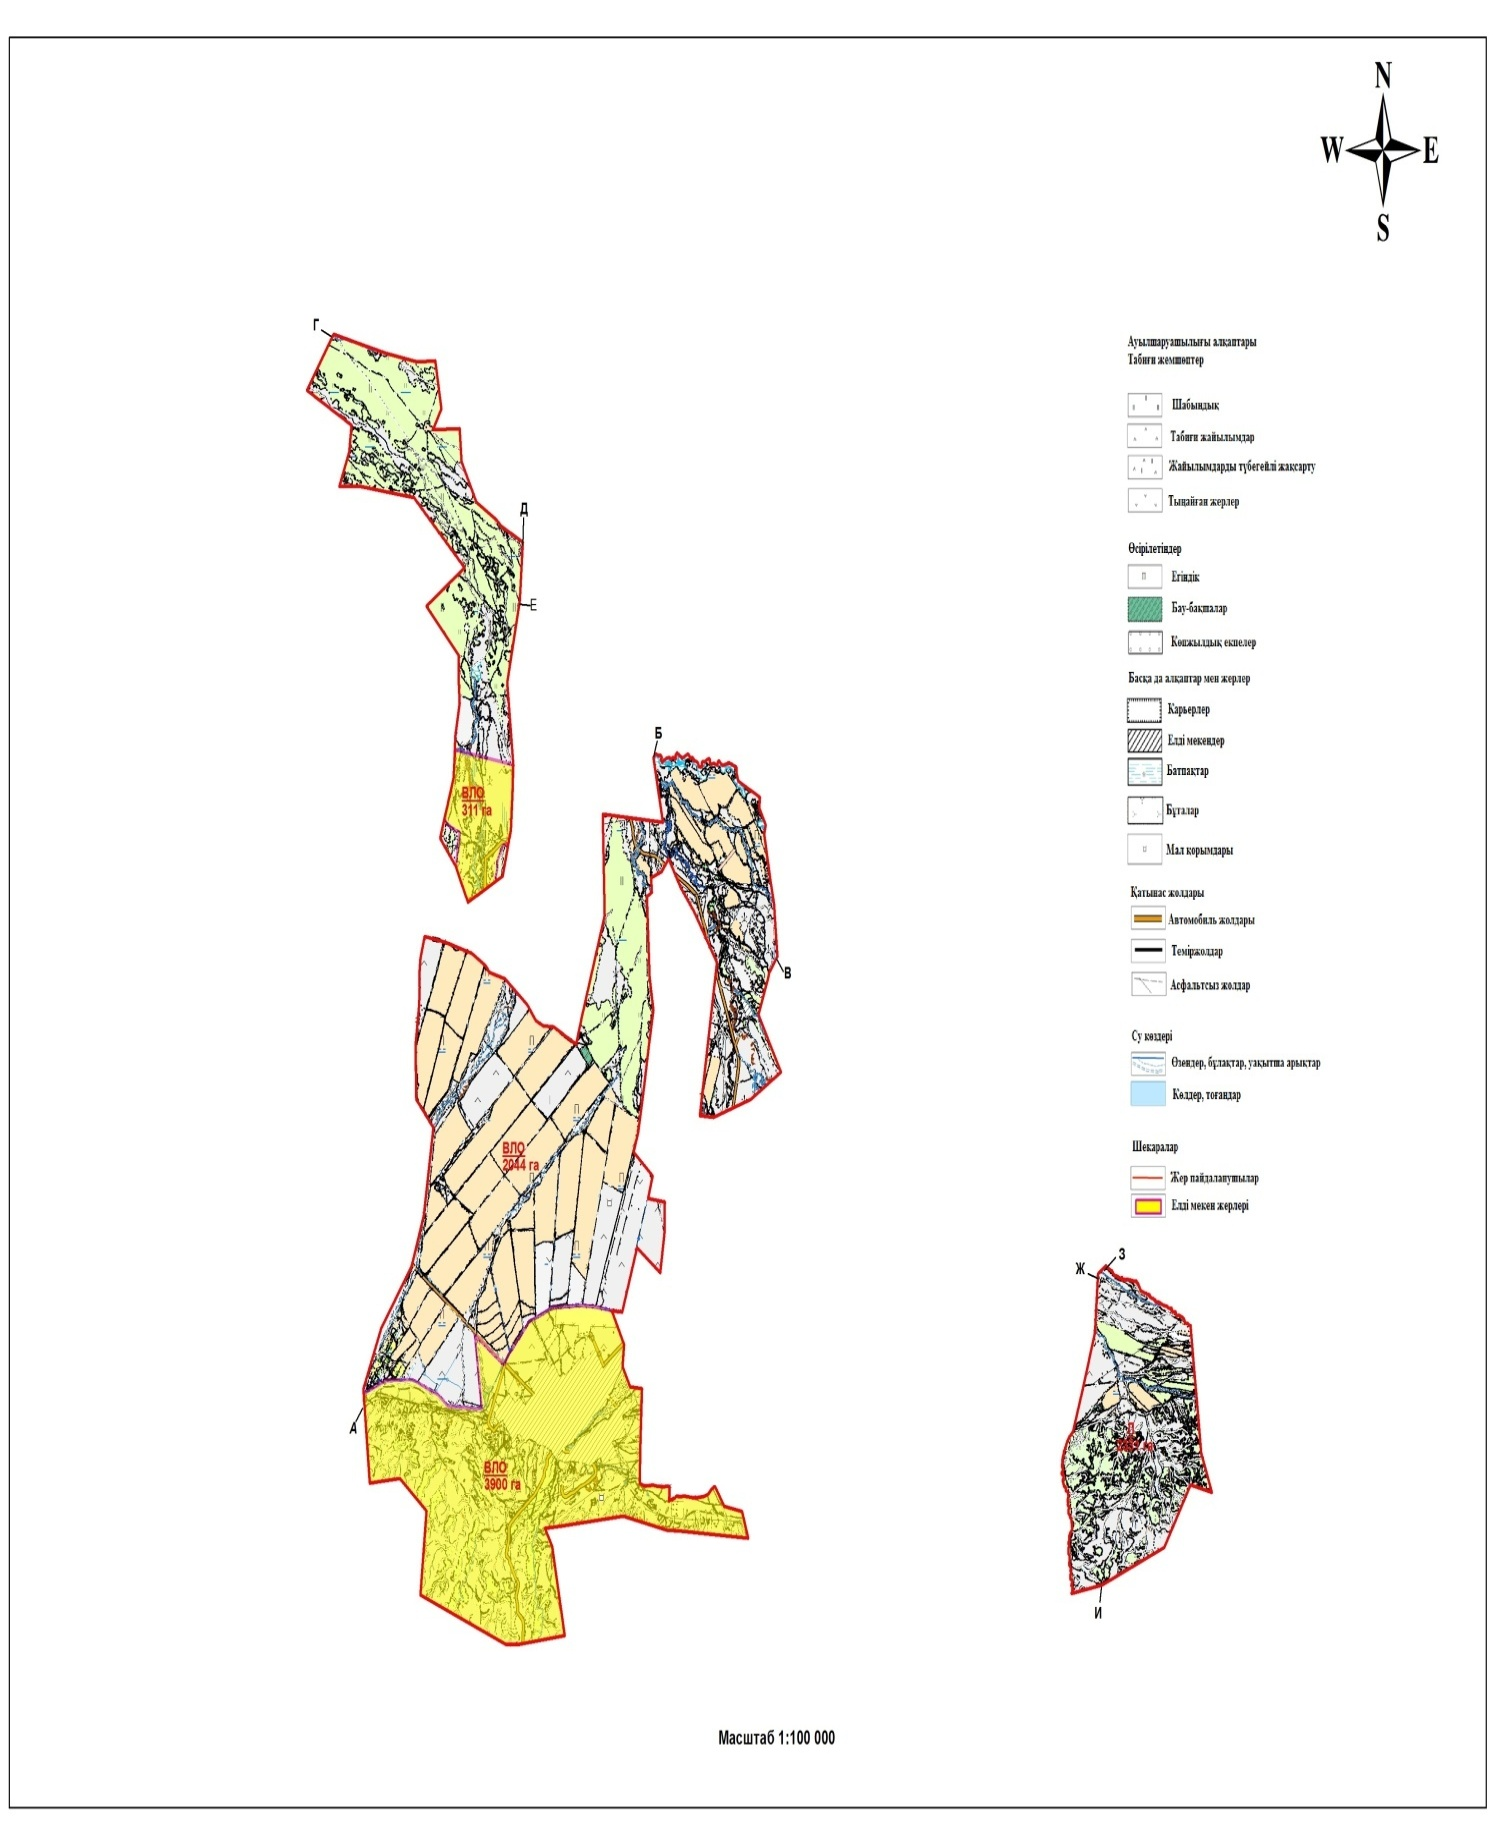 N
W E
S
Г
Д
Е
ВЛО
311 га
Б
В
ВЛО
2044 га
А
ВЛО
3900 га
Ж
З
П
га
И
Ауылшаруашылығы алқаптары
Табиғи жемшөптер
Шабындық
Табиғи жайылымдар
Жайылымдарды түбегейлі жақсарту
Тыңайған жерлер
Өсірілетіндер
Егіндік
Бау-бақшалар
Көпжылдық екпелер
Басқа да алқаптар мен жерлер
Карьерлер
Елді мекендер
Батпақтар
Бұталар
Мал қорымдары
Қатынас жолдары
Автомобиль жолдары
Теміржолдар
Асфальтсыз жолдар
Су көздері
Өзендер, бұлақтар, уақытша арықтар
Көлдер, тоғандар
Шекаралар
Жер пайдаланушылар
Елді мекен жерлері
Масштаб 1:100 000